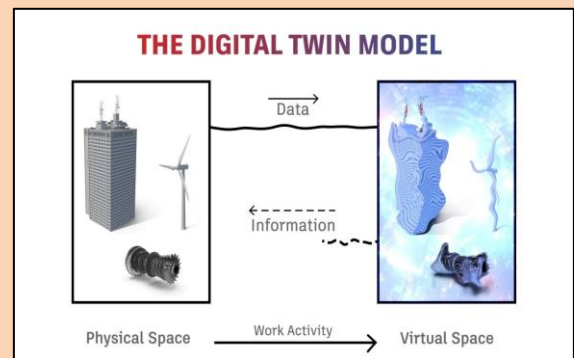 THE DIGITAL TWIN MODEL
Data
Information
Physical Space
Work Activity
Virtual Space